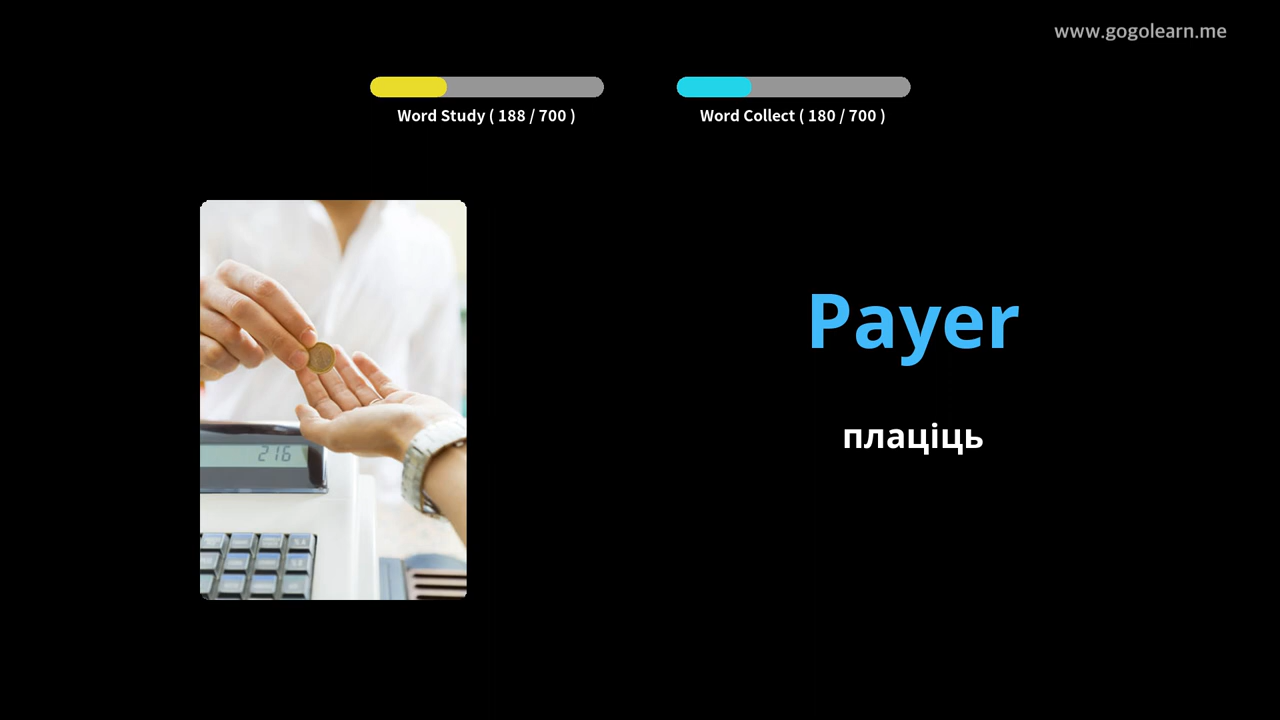 www.gogolearn.me
Word Study ( 188 / 700 )
Word Collect ( 180 / 700 )
Payer
плаціць
216